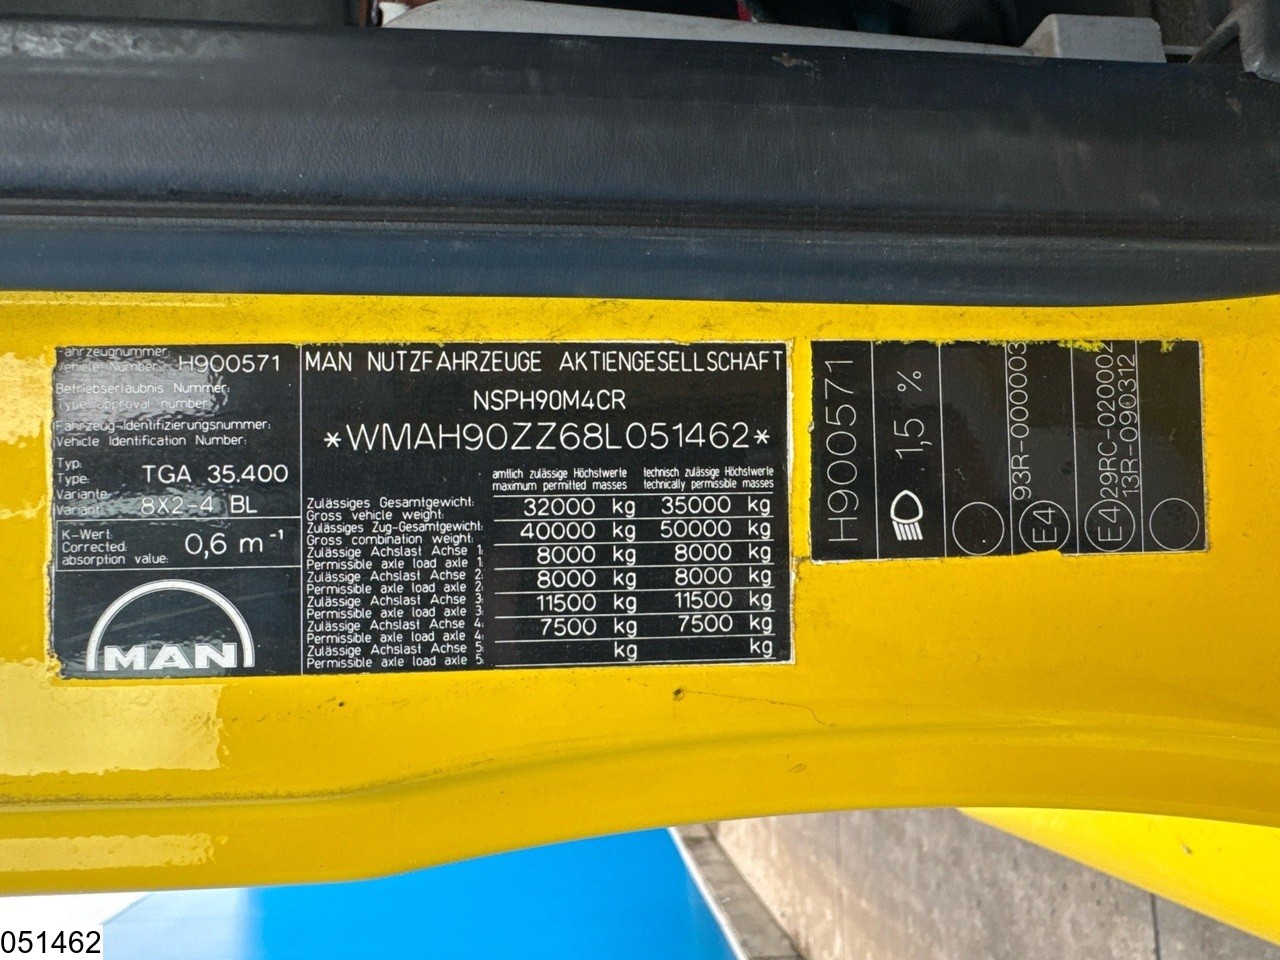 Fahrzeugnummer:
Vehicle Number: H900571
Betriebserlaubnis Nummer:
Type approval number
Fahrzeug-Identifizierungsnummer:
Vehicle Identification Number:
Typ:
Type: TGA 35.400
Variante
Variant: 8X2-4 BL
K-Wert:
Corrected absorption value: 0,6 m⁻¹
MAN
MAN NUTZFAHRZEUGE AKTIENGESELLSCHAFT
NSPH90M4CR
*WMAH90ZZ68L051462*
amtlich zulässige Höchstwerte technisch zulässige Höchstwerte
maximum permitted masses technically permissible masses
Zulässiges Gesamtgewicht:
Gross vehicle weight: 32000 kg 35000 kg
Zulässiges Zug-Gesamtgewicht:
Gross combination weight: 40000 kg 50000 kg
Zulässige Achslast Achse 1:
Permissible axle load axle 1: 8000 kg 8000 kg
Zulässige Achslast Achse 2:
Permissible axle load axle 2: 8000 kg 8000 kg
Zulässige Achslast Achse 3:
Permissible axle load axle 3: 11500 kg 11500 kg
Zulässige Achslast Achse 4:
Permissible axle load axle 4: 7500 kg 7500 kg
Zulässige Achslast Achse 5:
Permissible axle load axle 5: kg kg
H900571
1,5 %
E4 93R-000003
E4 29RC-020002
13R-090312
051462